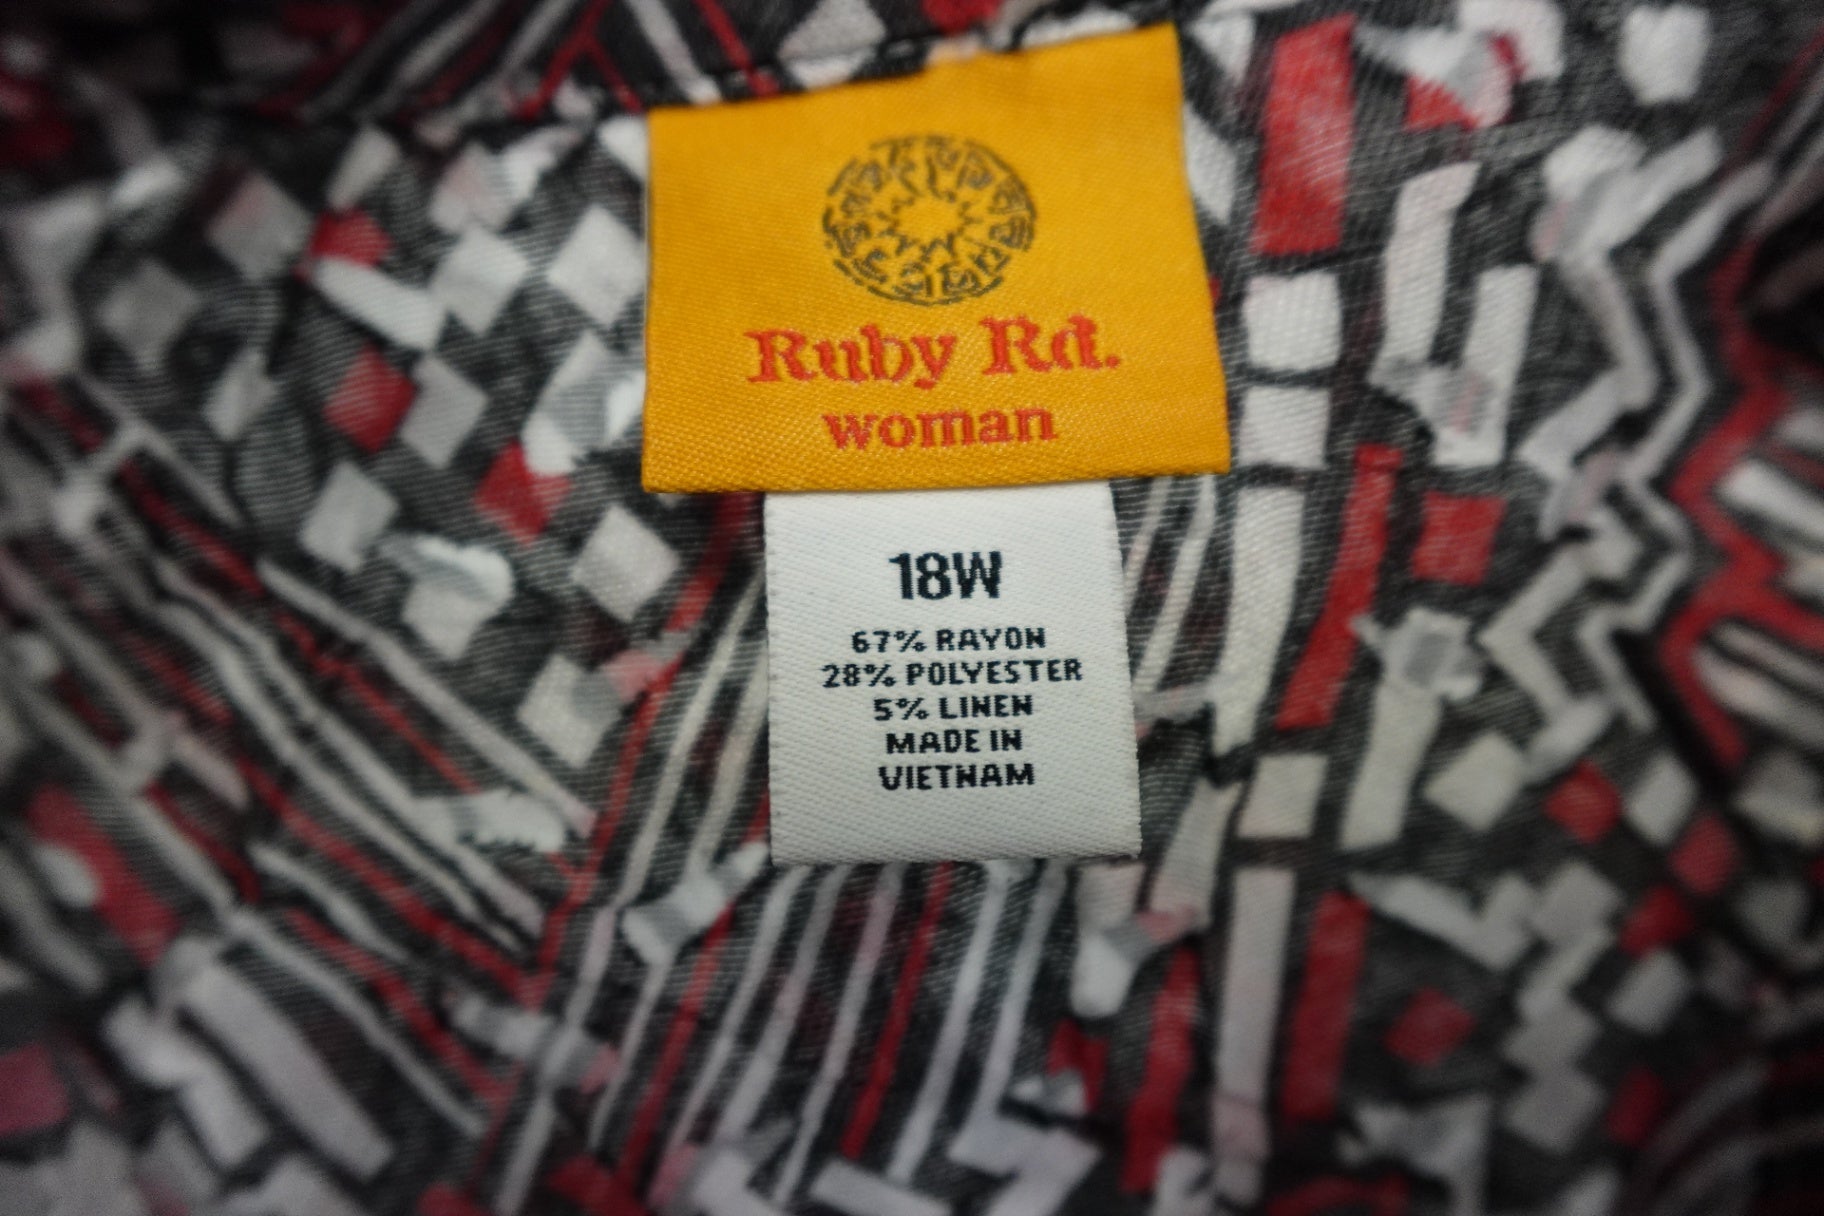 Ruby Rd.
woman
18W
67% RAYON
28% POLYESTER
5% LINEN
MADE IN
VIETNAM